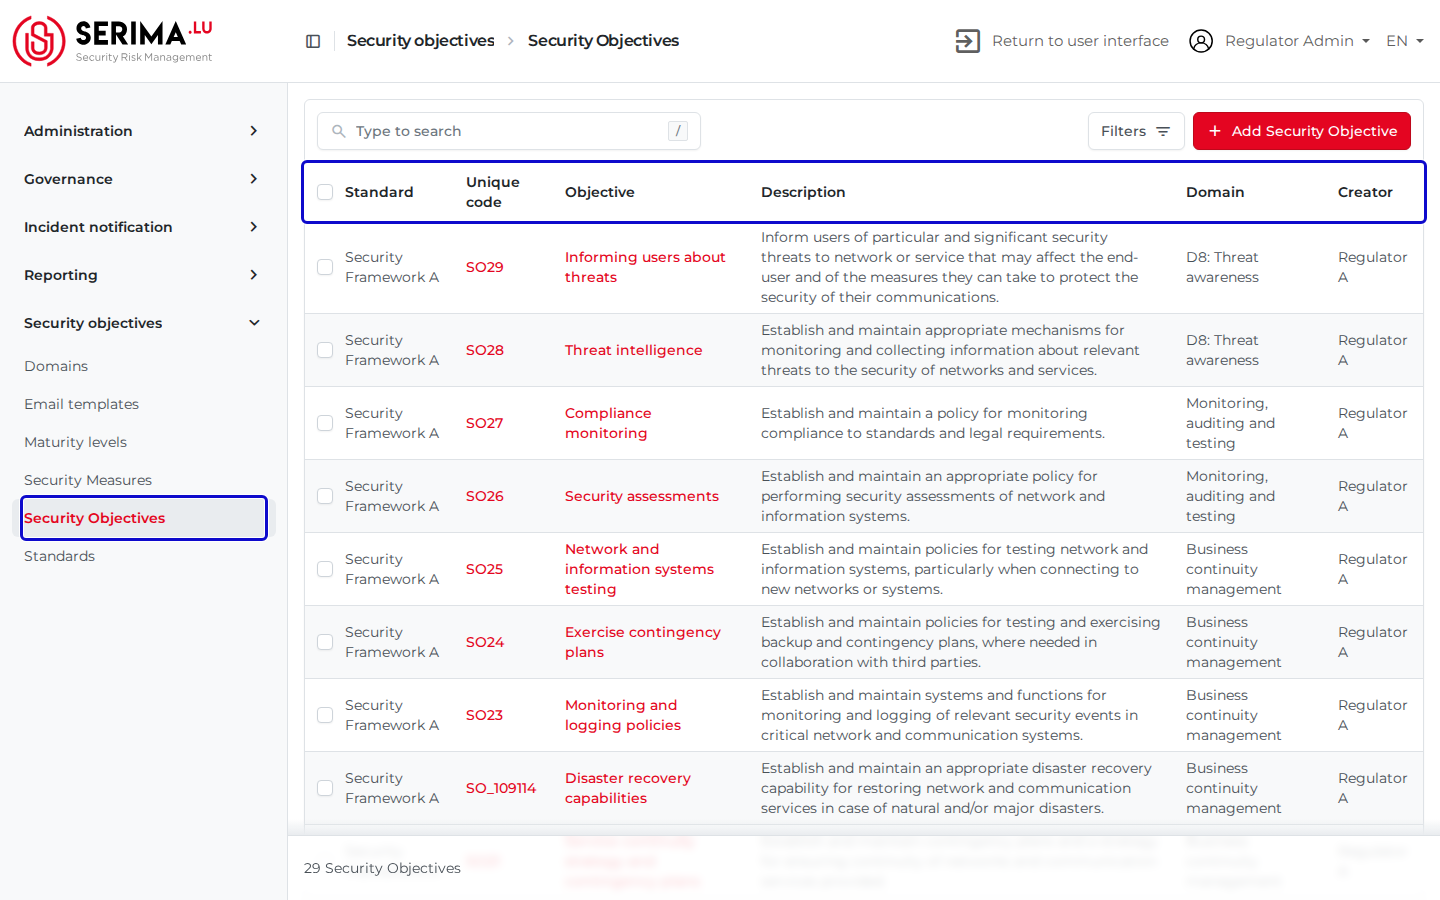 SERIMA.LU
Security Risk Management
Security objectives
Security Objectives
Return to user interface
Regulator Admin
EN
Administration
Governance
Incident notification
Reporting
Security objectives
Domains
Email templates
Maturity levels
Security Measures
Security Objectives
Standards
Type to search
/
Filters
+ Add Security Objective
Standard
Unique
code
Objective
Description
Domain
Creator
Security
Framework A
SO29
Informing users about
threats
Inform users of particular and significant security
threats to network or service that may affect the end-
user and of the measures they can take to protect the
security of their communications.
D8: Threat
awareness
Regulator
A
Security
Framework A
SO28
Threat intelligence
Establish and maintain appropriate mechanisms for
monitoring and collecting information about relevant
threats to the security of networks and services.
D8: Threat
awareness
Regulator
A
Security
Framework A
SO27
Compliance
monitoring
Establish and maintain a policy for monitoring
compliance to standards and legal requirements.
Monitoring,
auditing and
testing
Regulator
A
Security
Framework A
SO26
Security assessments
Establish and maintain an appropriate policy for
performing security assessments of network and
information systems.
Monitoring,
auditing and
testing
Regulator
A
Security
Framework A
SO25
Network and
information systems
testing
Establish and maintain policies for testing network and
information systems, particularly when connecting to
new networks or systems.
Business
continuity
management
Regulator
A
Security
Framework A
SO24
Exercise contingency
plans
Establish and maintain policies for testing and exercising
backup and contingency plans, where needed in
collaboration with third parties.
Business
continuity
management
Regulator
A
Security
Framework A
SO23
Monitoring and
logging policies
Establish and maintain systems and functions for
monitoring and logging of relevant security events in
critical network and communication systems.
Business
continuity
management
Regulator
A
Security
Framework A
SO_109114
Disaster recovery
capabilities
Establish and maintain an appropriate disaster recovery
capability for restoring network and communication
services in case of natural and/or major disasters.
Business
continuity
management
Regulator
A
29 Security Objectives